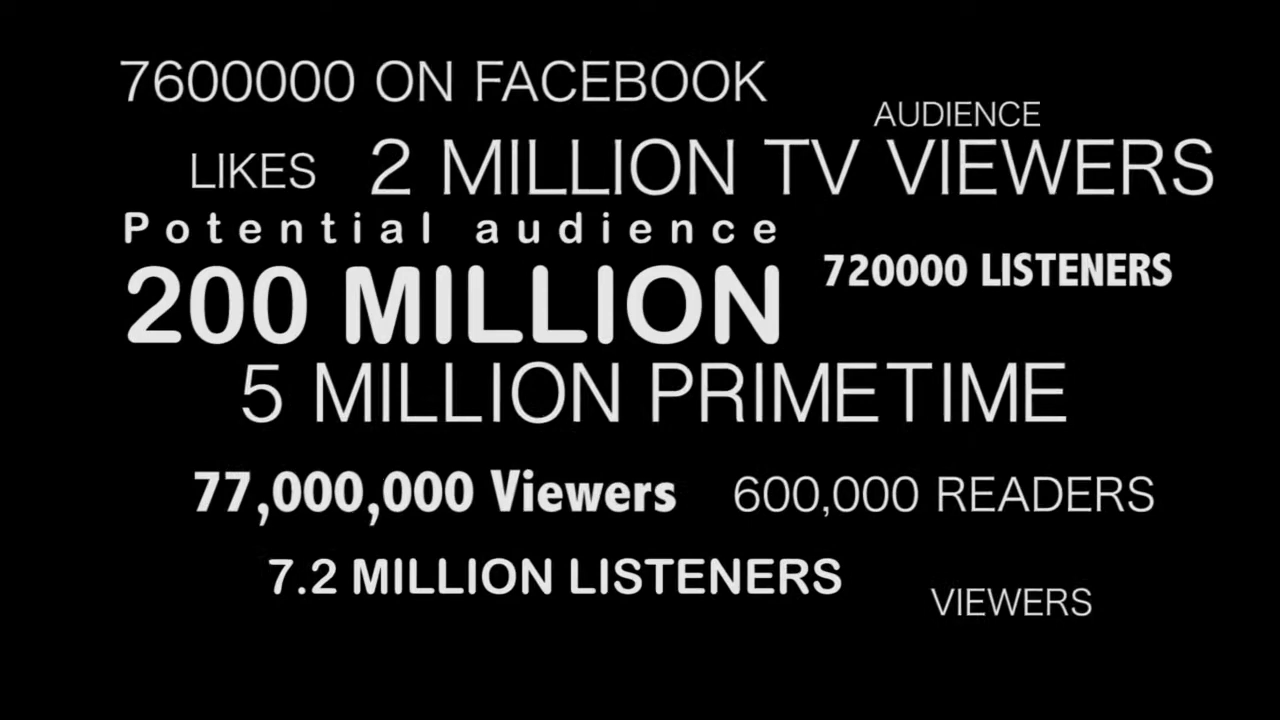 7600000 ON FACEBOOK
AUDIENCE
LIKES
2 MILLION TV VIEWERS
Potential audience
720000 LISTENERS
200 MILLION
5 MILLION PRIMETIME
77,000,000 Viewers
600,000 READERS
7.2 MILLION LISTENERS
VIEWERS